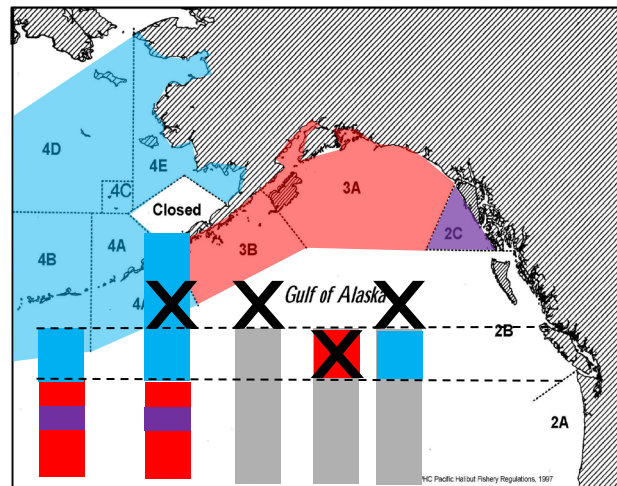 4D
4E
4C
Closed
3A
2C
4B
4A
3B
4A
X
X
Gulf of Alaska
X
2B
X
2A
HC Pacific Halibut Fishery Regulations, 1997